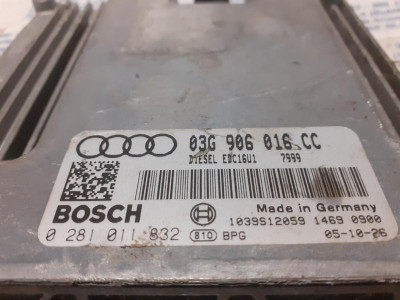 03G 906 016 CC
DIESEL EDC16U1 7999
BOSCH
Made in Germany
1039S12059 1469 0900
0 281 011 832
810 BPG
05-10-26